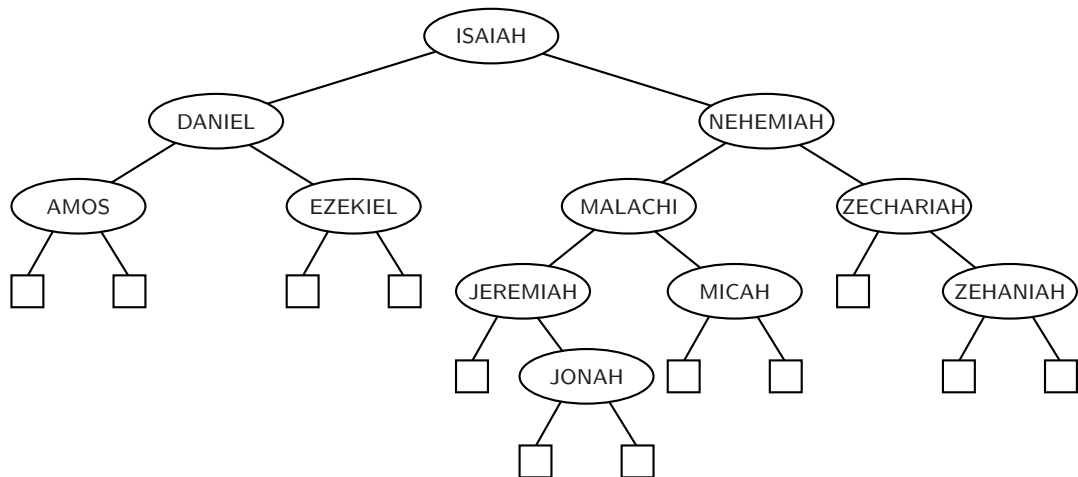 ISAIAH
DANIEL
NEHEMIAH
AMOS
EZEKIEL
MALACHI
ZECHARIAH
JEREMIAH
MICAH
ZEHANIAH
JONAH